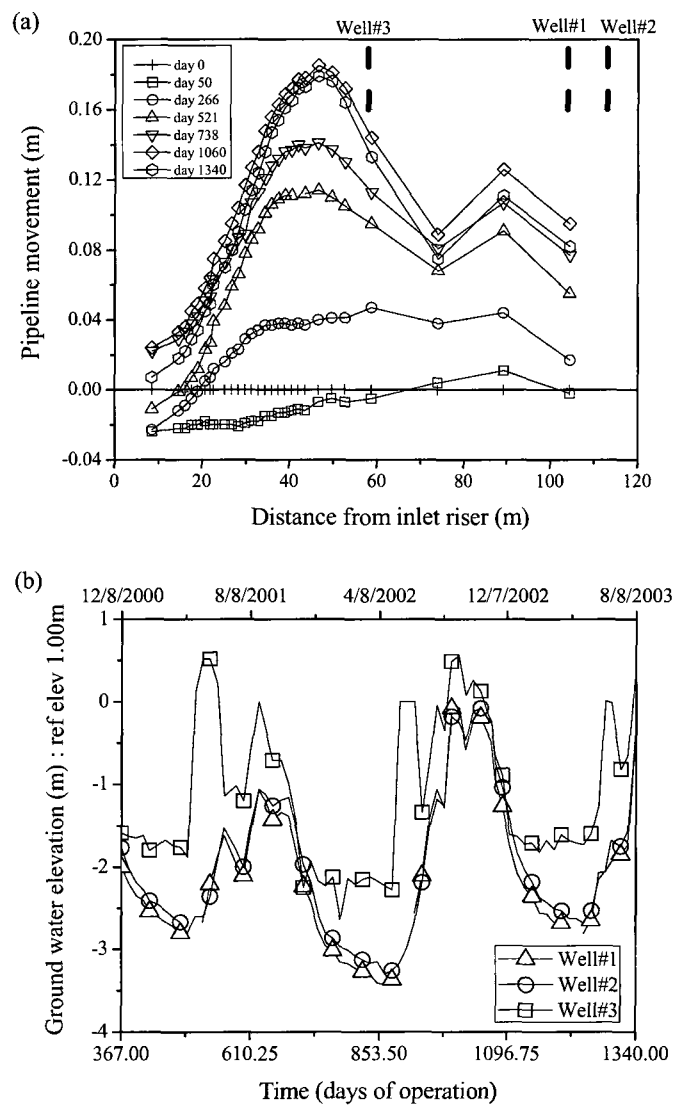 (a)
Well#3
Well#1
Well#2
0.20
0.16
0.12
0.08
0.04
0.00
-0.04
Pipeline movement (m)
day 0
day 50
day 266
day 521
day 738
day 1060
day 1340
0
20
40
60
80
100
120
Distance from inlet riser (m)
(b)
12/8/2000
8/8/2001
4/8/2002
12/7/2002
8/8/2003
Ground water elevation (m) : ref elev 1.00m
1
0
-1
-2
-3
-4
Well#1
Well#2
Well#3
367.00
610.25
853.50
1096.75
1340.00
Time (days of operation)